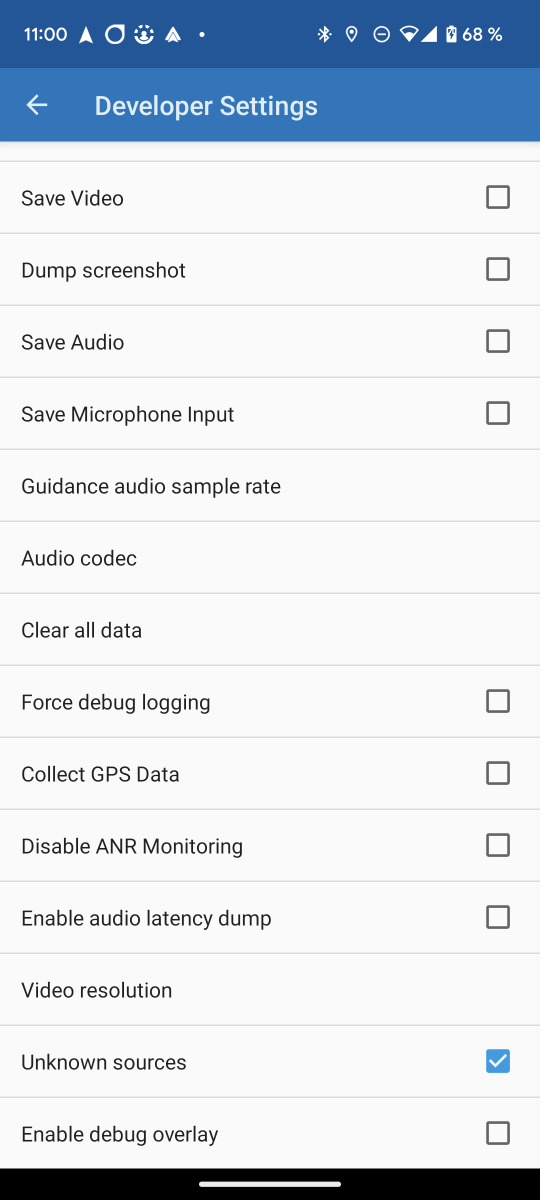 11:00
68 %
Developer Settings
Save Video
Dump screenshot
Save Audio
Save Microphone Input
Guidance audio sample rate
Audio codec
Clear all data
Force debug logging
Collect GPS Data
Disable ANR Monitoring
Enable audio latency dump
Video resolution
Unknown sources
Enable debug overlay